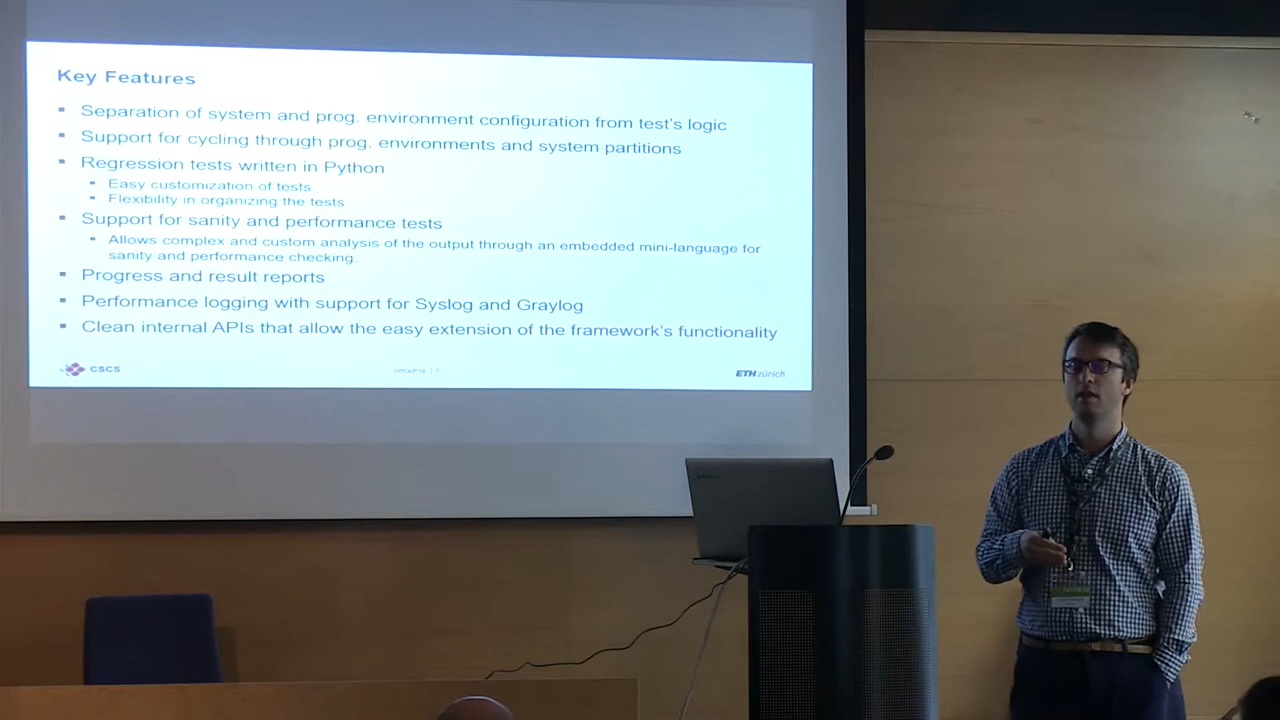 Key Features
Separation of system and prog. environment configuration from test's logic
Support for cycling through prog. environments and system partitions
Regression tests written in Python
Easy customization of tests
Flexibility in organizing the tests
Support for sanity and performance tests
Allows complex and custom analysis of the output through an embedded mini-language for
sanity and performance checking.
Progress and result reports
Performance logging with support for Syslog and Graylog
Clean internal APIs that allow the easy extension of the framework's functionality
CSCS
| 7
ETH zürich